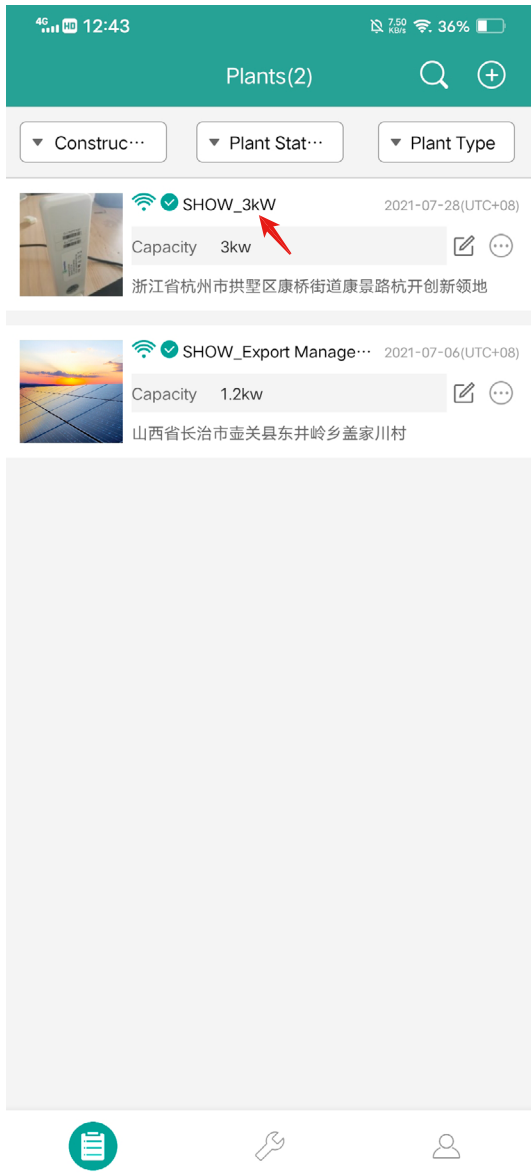 4G HD 12:43 7.50 KB/s 36%
Plants(2)
Construc··· Plant Stat··· Plant Type
SHOW_3kW 2021-07-28(UTC+08)
Capacity 3kw
浙江省杭州市拱墅区康桥街道康景路杭开创新领地
SHOW_Export Manage··· 2021-07-06(UTC+08)
Capacity 1.2kw
山西省长治市壶关县东井岭乡盖家川村